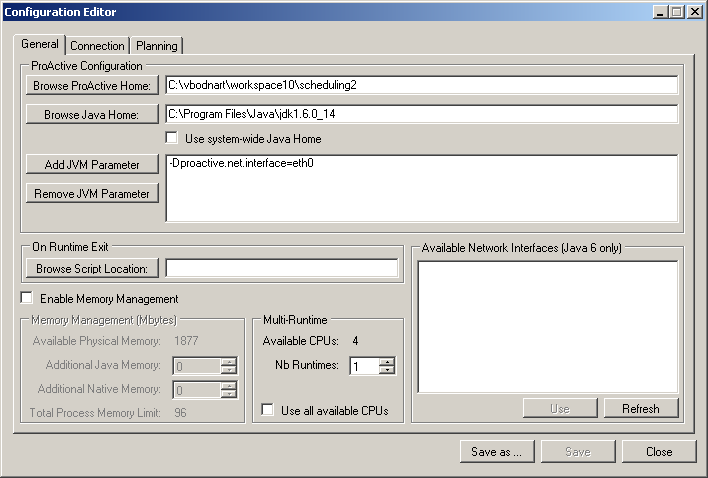 Configuration Editor
General Connection Planning
ProActive Configuration
Browse ProActive Home: C:\vbodnart\workspace10\scheduling2
Browse Java Home: C:\Program Files\Java\jdk1.6.0_14
Use system-wide Java Home
Add JVM Parameter -Dproactive.net.interface=eth0
Remove JVM Parameter
On Runtime Exit
Browse Script Location:
Available Network Interfaces (Java 6 only)
Enable Memory Management
Memory Management (Mbytes)
Available Physical Memory: 1877
Additional Java Memory: 0
Additional Native Memory: 0
Total Process Memory Limit: 96
Multi-Runtime
Available CPUs: 4
Nb Runtimes: 1
Use all available CPUs
Use Refresh
Save as ... Save Close